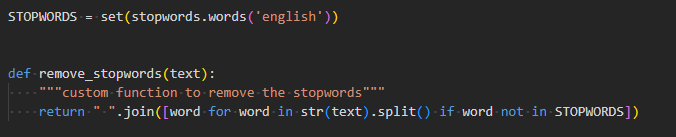 STOPWORDS = set(stopwords.words('english'))
def remove_stopwords(text):
    """custom function to remove the stopwords"""
    return " ".join([word for word in str(text).split() if word not in STOPWORDS])